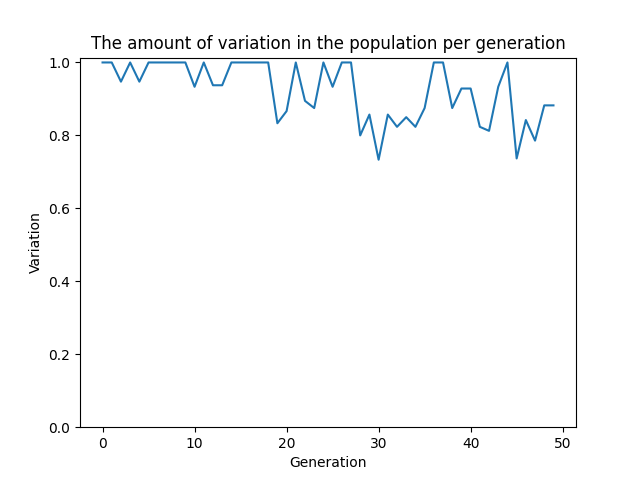 The amount of variation in the population per generation
1.0
0.8
0.6
0.4
0.2
0.0
Variation
0 10 20 30 40 50
Generation